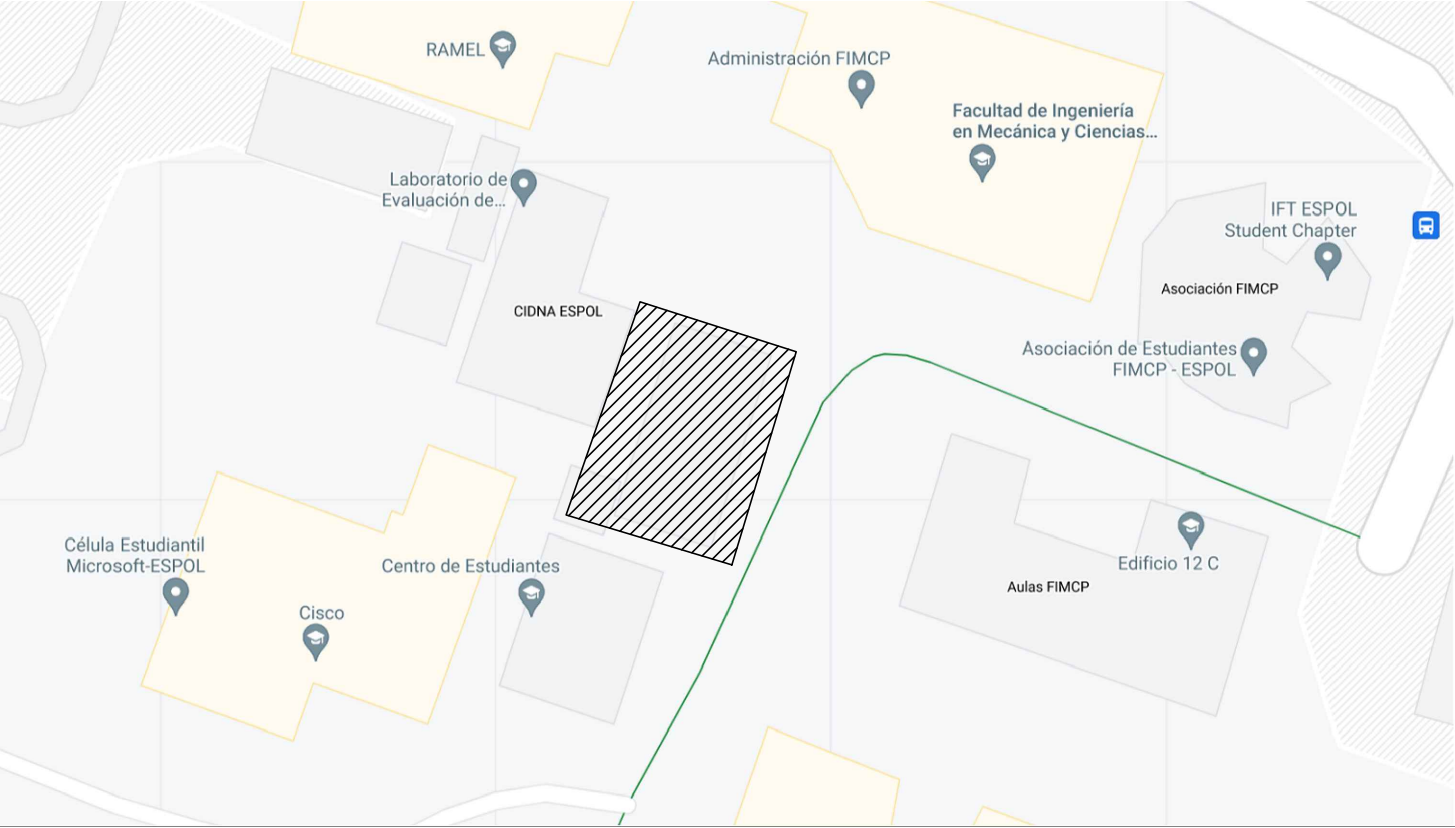 RAMEL
Administración FIMCP
Facultad de Ingeniería
en Mecánica y Ciencias...
Laboratorio de
Evaluación de...
IFT ESPOL
Student Chapter
Asociación FIMCP
CIDNA ESPOL
Asociación de Estudiantes
FIMCP - ESPOL
Célula Estudiantil
Microsoft-ESPOL
Centro de Estudiantes
Edificio 12 C
Aulas FIMCP
Cisco